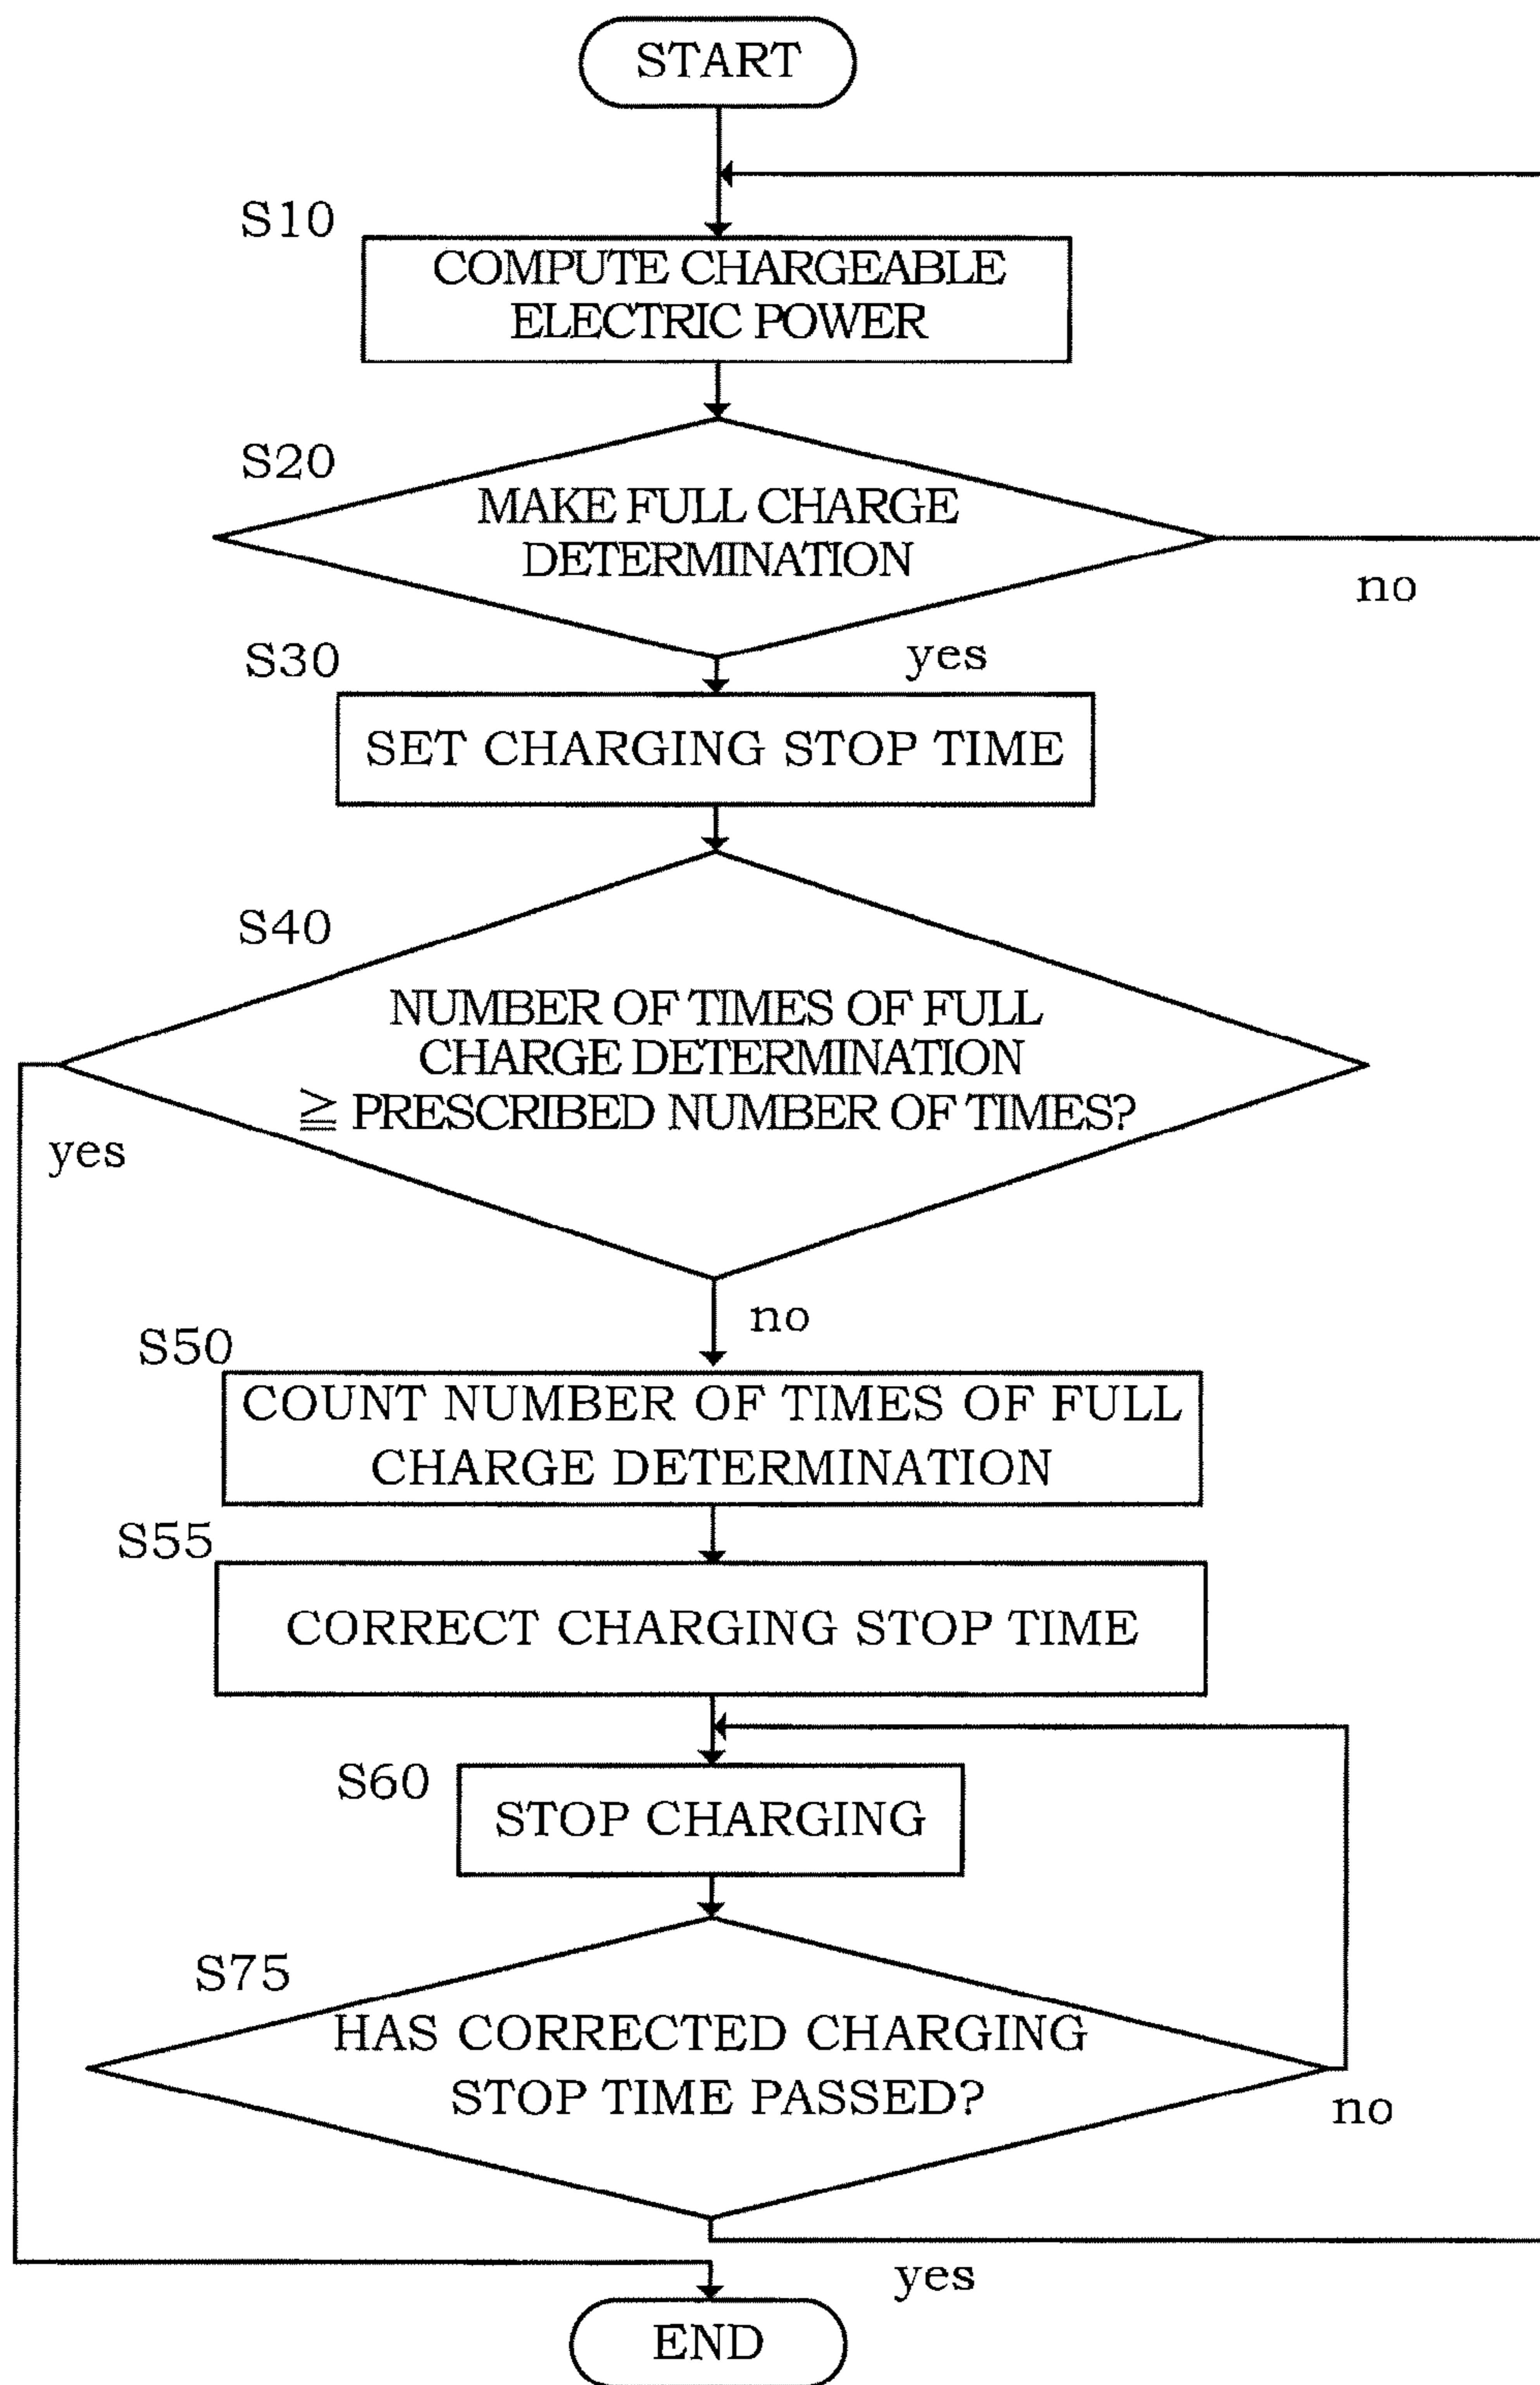 START
S10
COMPUTE CHARGEABLE
ELECTRIC POWER
S20
MAKE FULL CHARGE
DETERMINATION
no
S30
yes
SET CHARGING STOP TIME
S40
NUMBER OF TIMES OF FULL
CHARGE DETERMINATION
≧ PRESCRIBED NUMBER OF TIMES?
yes
no
S50
COUNT NUMBER OF TIMES OF FULL
CHARGE DETERMINATION
S55
CORRECT CHARGING STOP TIME
S60
STOP CHARGING
S75
HAS CORRECTED CHARGING
STOP TIME PASSED?
no
yes
END